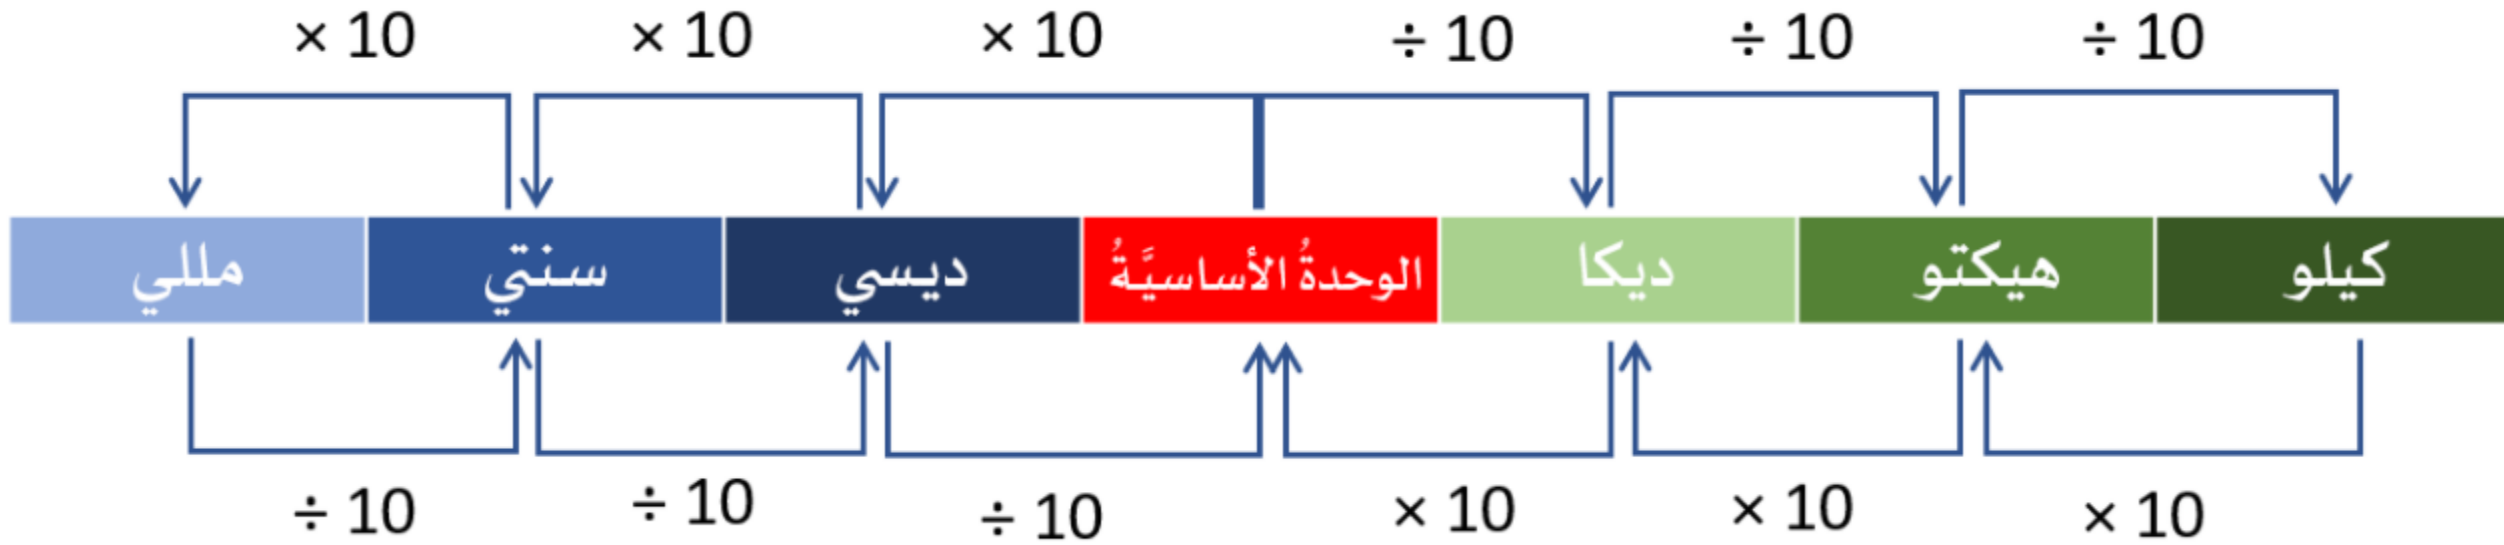 × 10 × 10 × 10 ÷ 10 ÷ 10 ÷ 10
كيلو هيكتو ديكا الوحدةُ الأساسيَّةُ ديسي سنتي مللي
÷ 10 ÷ 10 ÷ 10 × 10 × 10 × 10